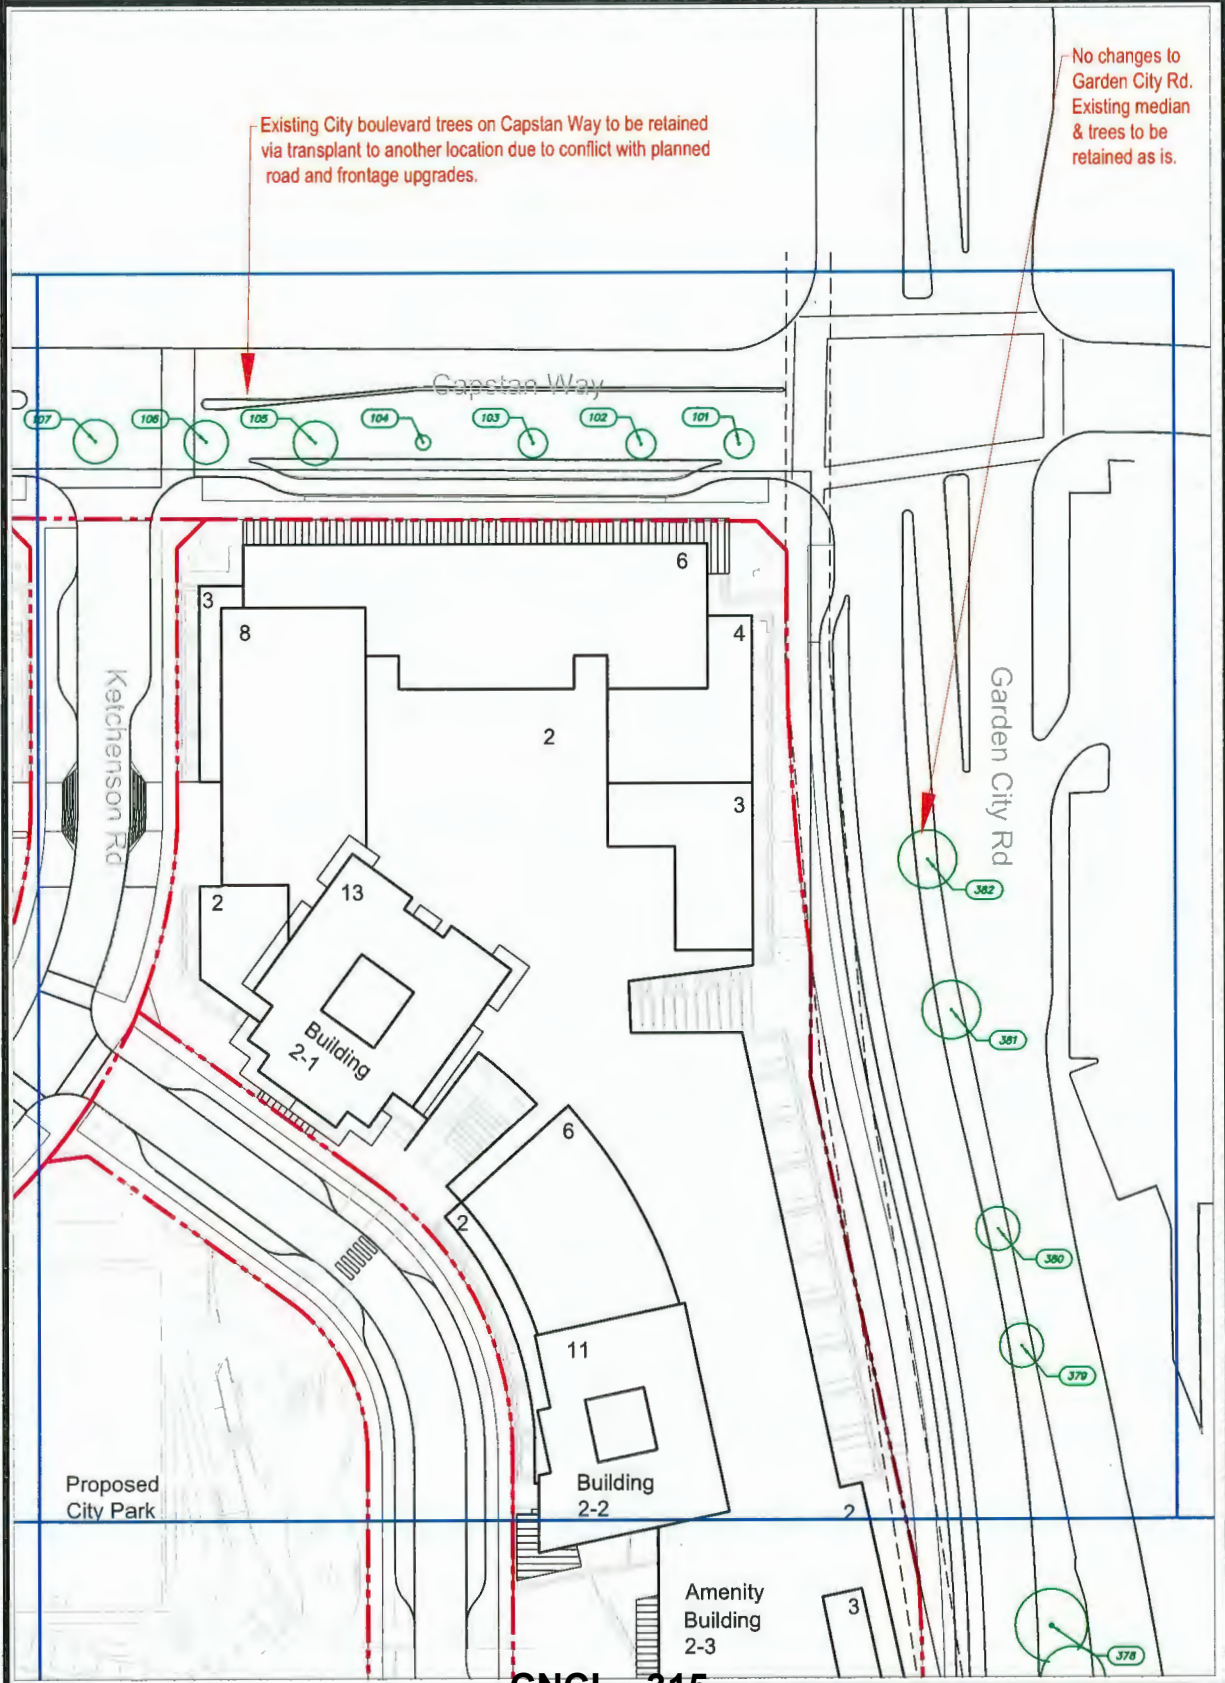 No changes to
Garden City Rd.
Existing median
& trees to be
retained as is.
Existing City boulevard trees on Capstan Way to be retained
via transplant to another location due to conflict with planned
road and frontage upgrades.
Capstan Way
107
106
105
104
103
102
101
6
3
8
4
Ketchenson Rd
Garden City Rd
2
3
382
13
2
381
Building
2-1
6
2
380
11
379
Building
2-2
Proposed
City Park
2
Amenity
Building
2-3
3
378